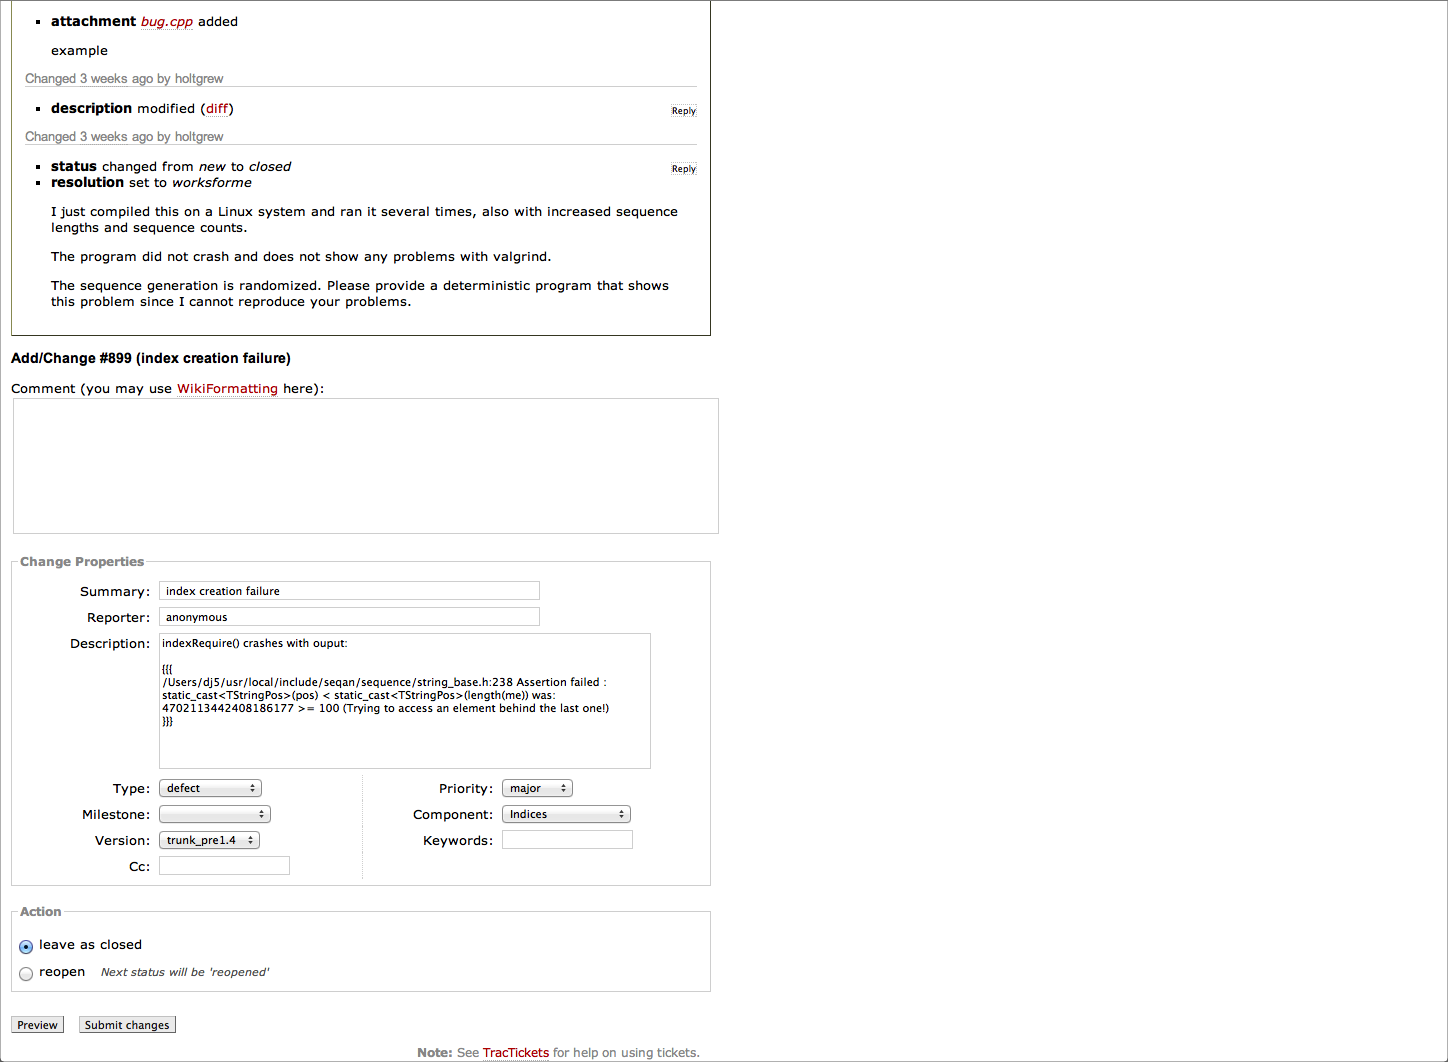 attachment bug.cpp added
example
Changed 3 weeks ago by holtgrew
description modified (diff)
Reply
Changed 3 weeks ago by holtgrew
status changed from new to closed
Reply
resolution set to worksforme
I just compiled this on a Linux system and ran it several times, also with increased sequence
lengths and sequence counts.
The program did not crash and does not show any problems with valgrind.
The sequence generation is randomized. Please provide a deterministic program that shows
this problem since I cannot reproduce your problems.
Add/Change #899 (index creation failure)
Comment (you may use WikiFormatting here):
Change Properties
Summary: index creation failure
Reporter: anonymous
Description: indexRequire() crashes with ouput:
{{{
/Users/dj5/usr/local/include/seqan/sequence/string_base.h:238 Assertion failed :
static_cast<TStringPos>(pos) < static_cast<TStringPos>(length(me)) was:
4702113442408186177 >= 100 (Trying to access an element behind the last one!)
}}}
Type: defect Priority: major
Milestone: Component: Indices
Version: trunk_pre1.4 Keywords:
Cc:
Action
leave as closed
reopen Next status will be 'reopened'
Preview Submit changes
Note: See TracTickets for help on using tickets.